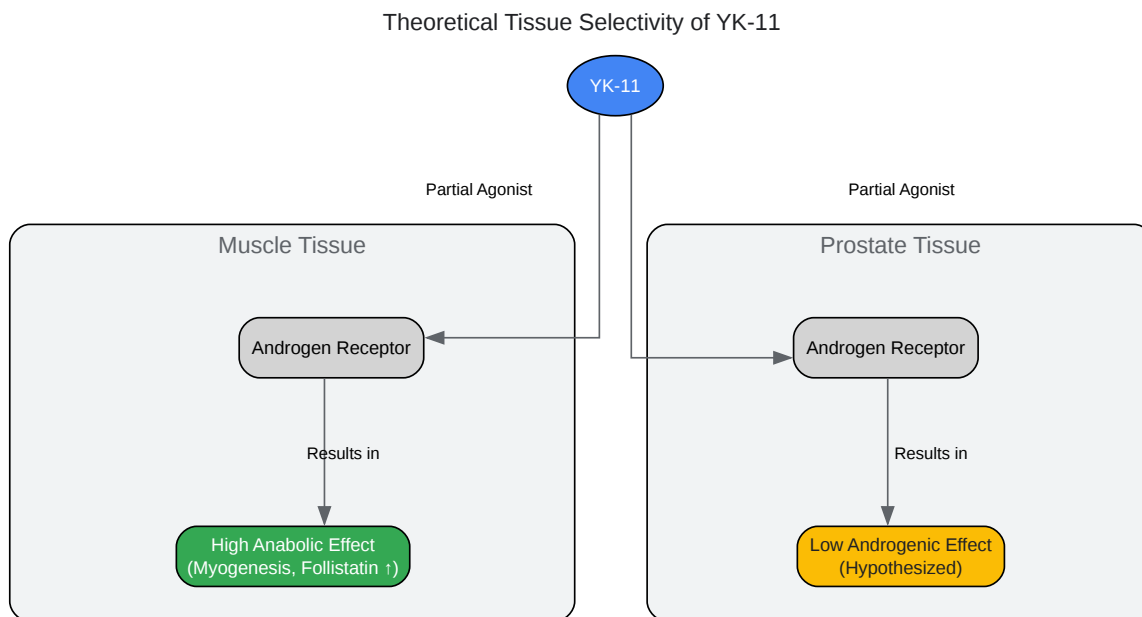 Theoretical Tissue Selectivity of YK-11
YK-11
Partial Agonist
Partial Agonist
Muscle Tissue
Prostate Tissue
Androgen Receptor
Androgen Receptor
Results in
Results in
High Anabolic Effect
(Myogenesis, Follistatin ↑)
Low Androgenic Effect
(Hypothesized)